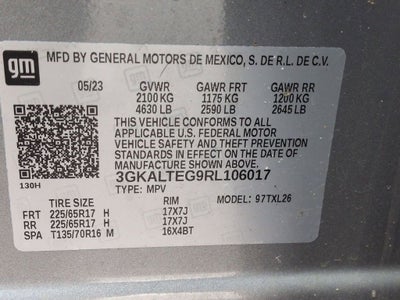 gm
MFD BY GENERAL MOTORS DE MEXICO, S. DE R.L. DE C.V.
05/23 GVWR GAWR FRT GAWR RR
2100 KG 1175 KG 1200 KG
4630 LB 2590 LB 2645 LB
THIS VEHICLE CONFORMS TO ALL
APPLICABLE U.S. FEDERAL MOTOR
VEHICLE SAFETY AND THEFT PREVENTION
STANDARDS IN EFFECT ON THE DATE OF
MANUFACTURE SHOWN ABOVE.
3GKALTEG9RL106017
130H
TYPE: MPV MODEL: 97TXL26
TIRE SIZE RIM
FRT 225/65R17 H 17X7J
RR 225/65R17 H 17X7J
SPA T135/70R16 M 16X4BT